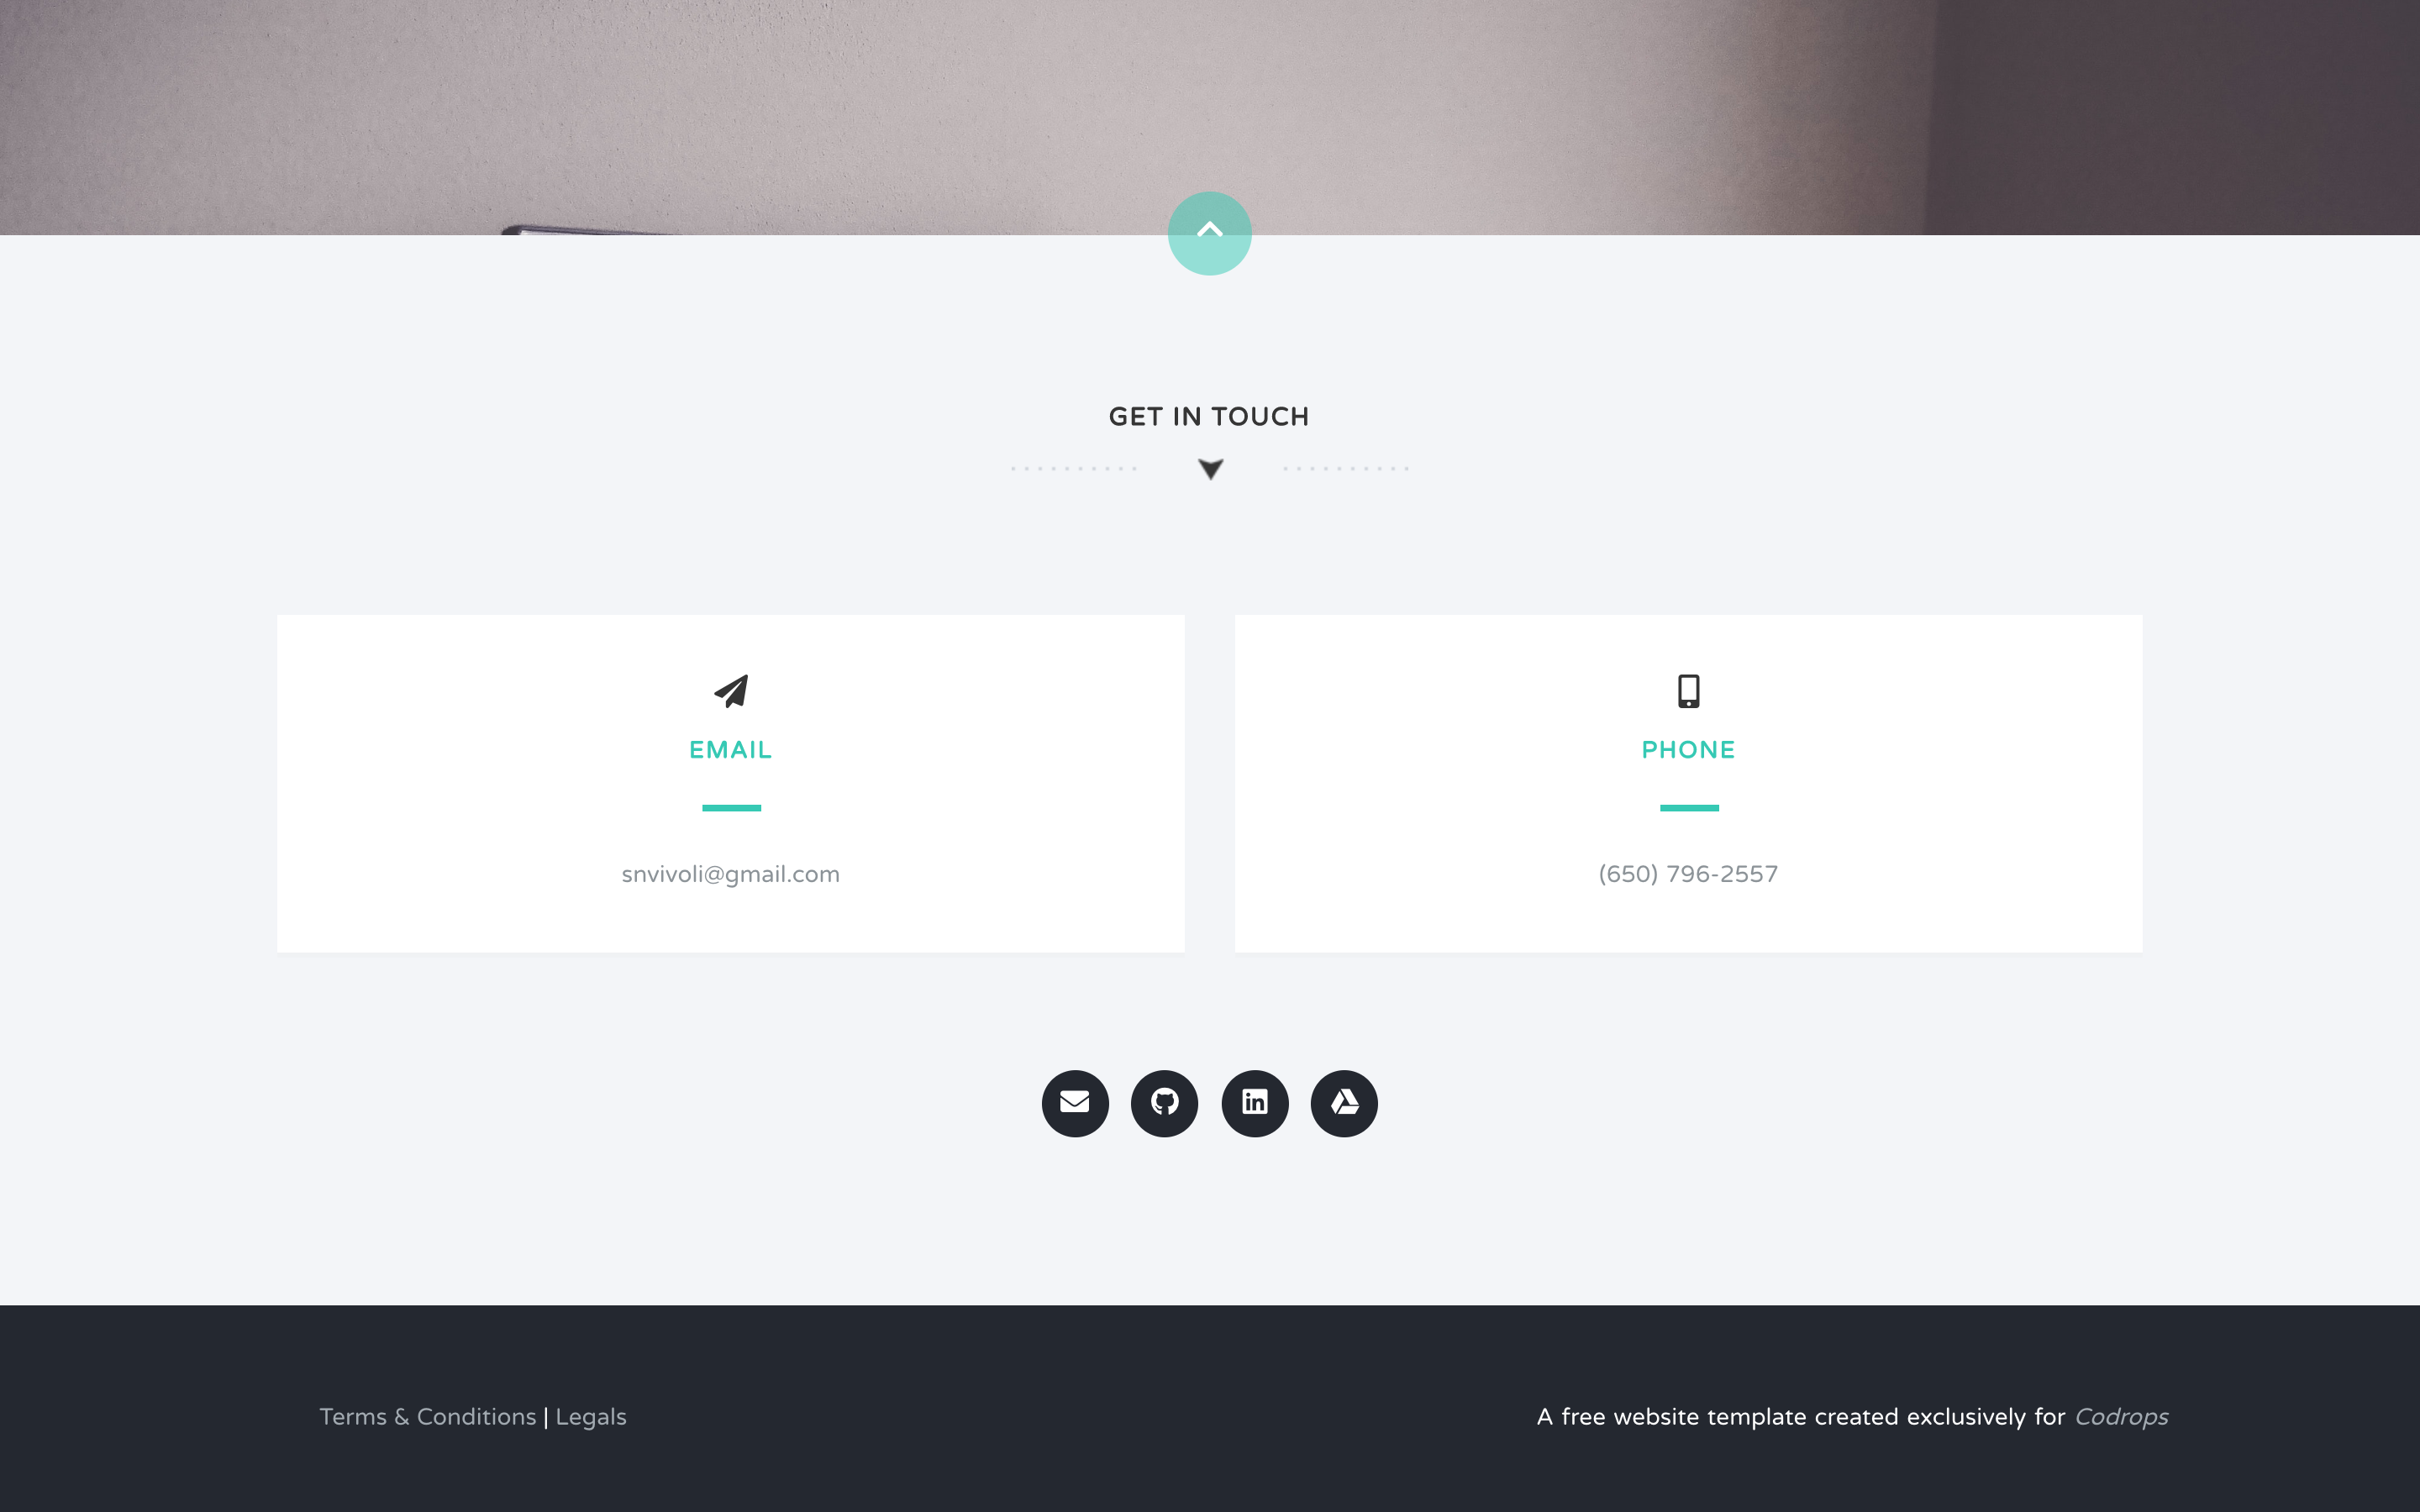 GET IN TOUCH
EMAIL
snvivoli@gmail.com
PHONE
(650) 796-2557
in
Terms & Conditions | Legals
A free website template created exclusively for Codrops